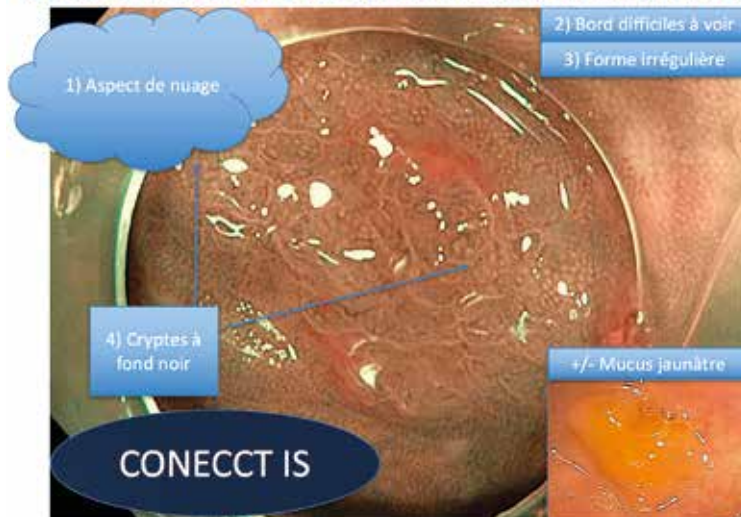 1) Aspect de nuage
2) Bord difficiles à voir
3) Forme irrégulière
4) Cryptes à
fond noir
+/- Mucus jaunâtre
CONECCT IS